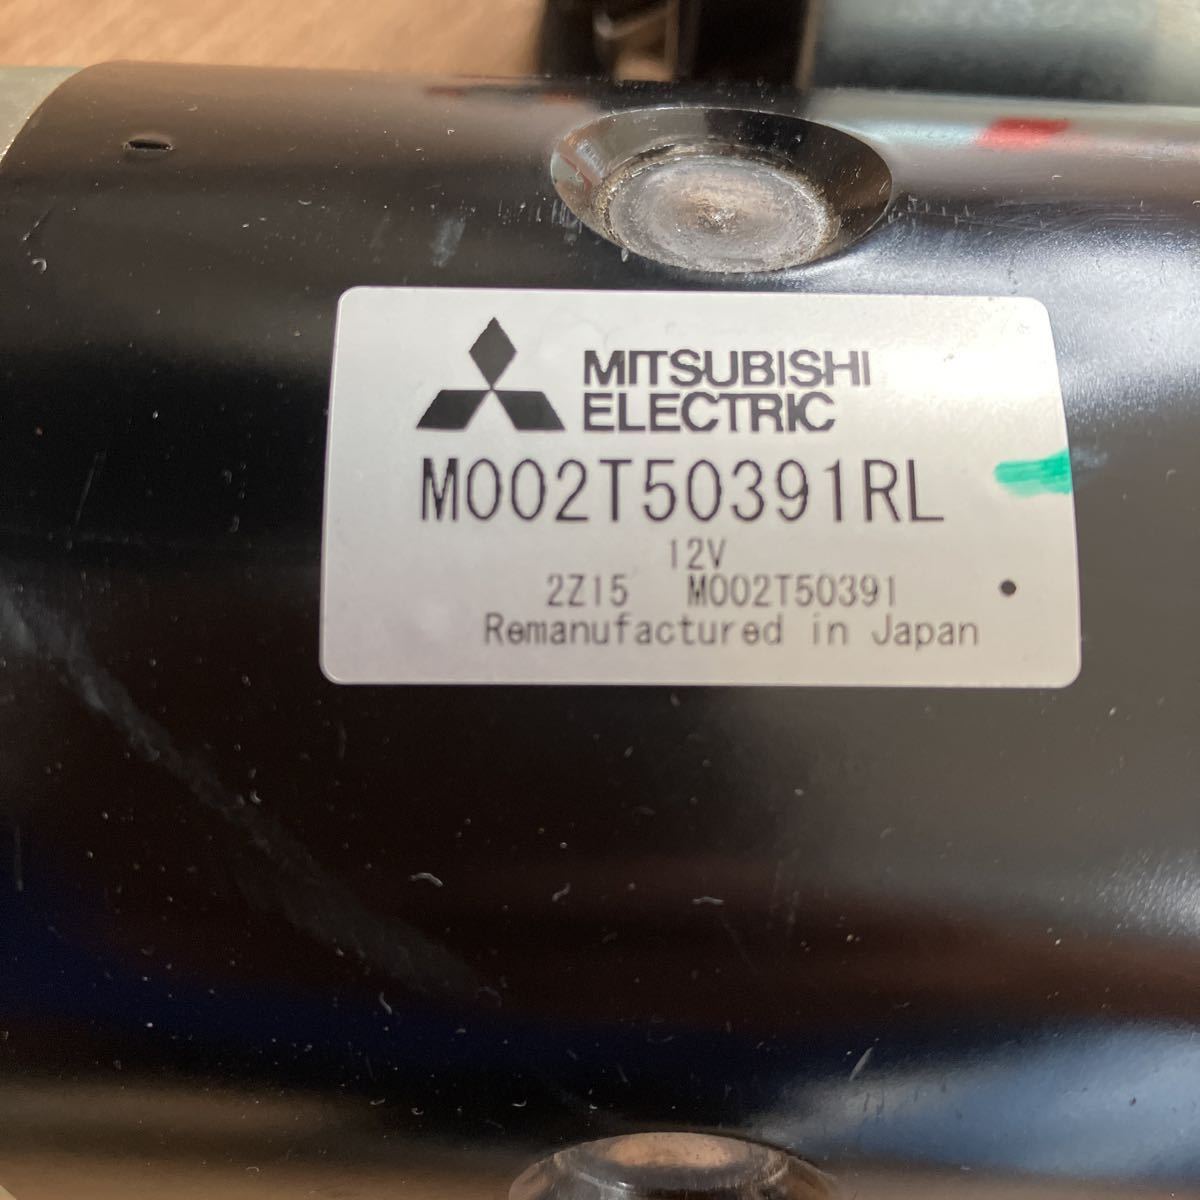 MITSUBISHI
ELECTRIC
M002T50391RL
12V
2Z15 M002T50391
Remanufactured in Japan